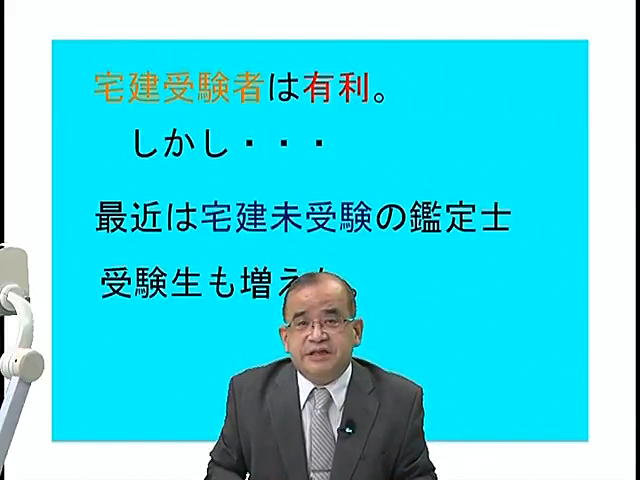 宅建受験者は有利。
しかし・・・
最近は宅建未受験の鑑定士
受験生も増え